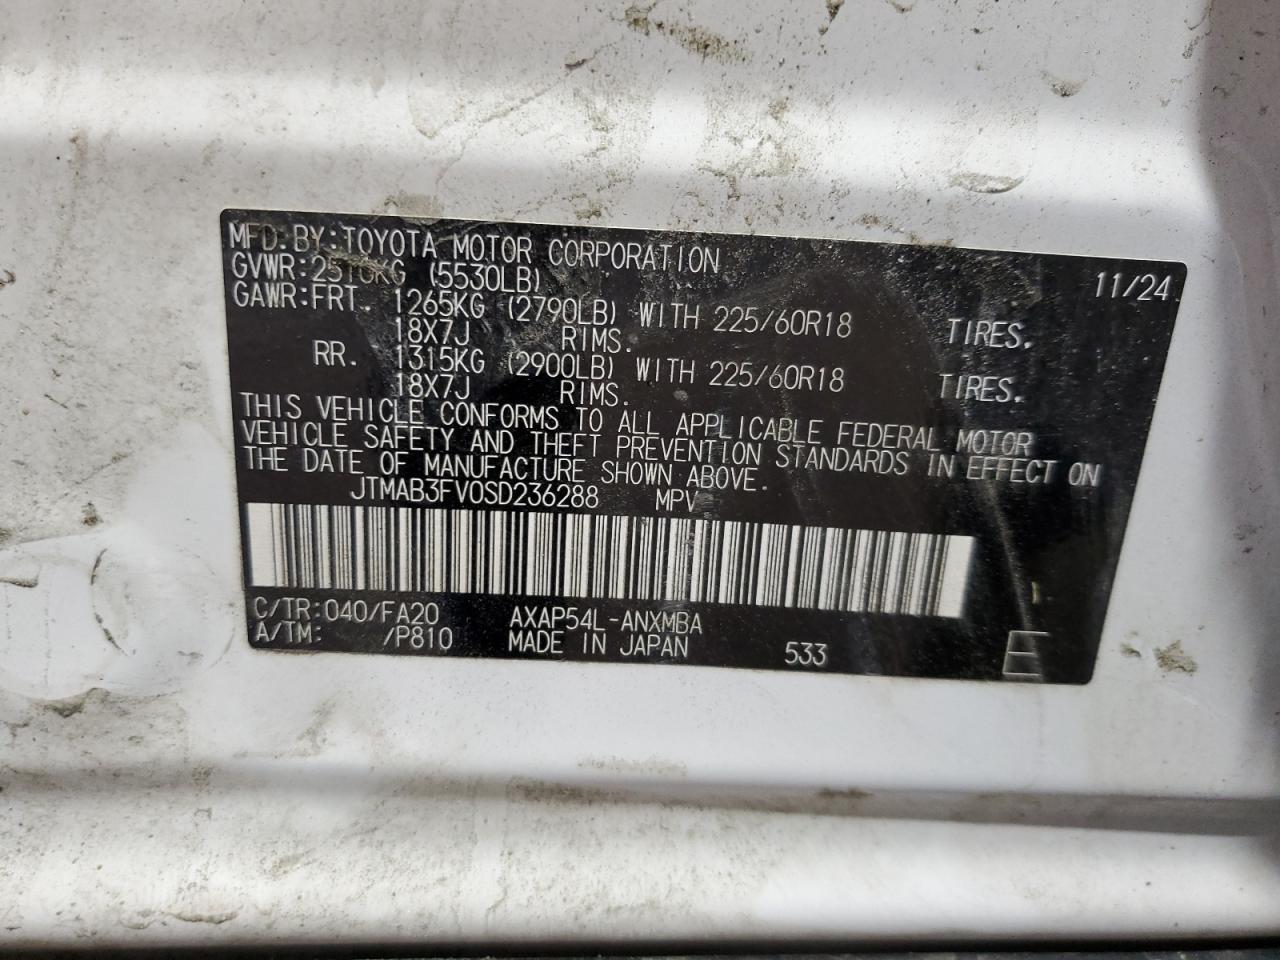 MFD. BY:TOYOTA MOTOR CORPORATION 11/24
GVWR:2510KG (5530LB)
GAWR:FRT. 1265KG (2790LB) WITH 225/60R18 TIRES.
18X7J RIMS.
RR. 1315KG (2900LB) WITH 225/60R18 TIRES.
18X7J RIMS.
THIS VEHICLE CONFORMS TO ALL APPLICABLE FEDERAL MOTOR
VEHICLE SAFETY AND THEFT PREVENTION STANDARDS IN EFFECT ON
THE DATE OF MANUFACTURE SHOWN ABOVE.
JTMAB3FV0SD236288 MPV
C/TR:040/FA20 AXAP54L-ANXMBA
A/TM: /P810 MADE IN JAPAN 533 E